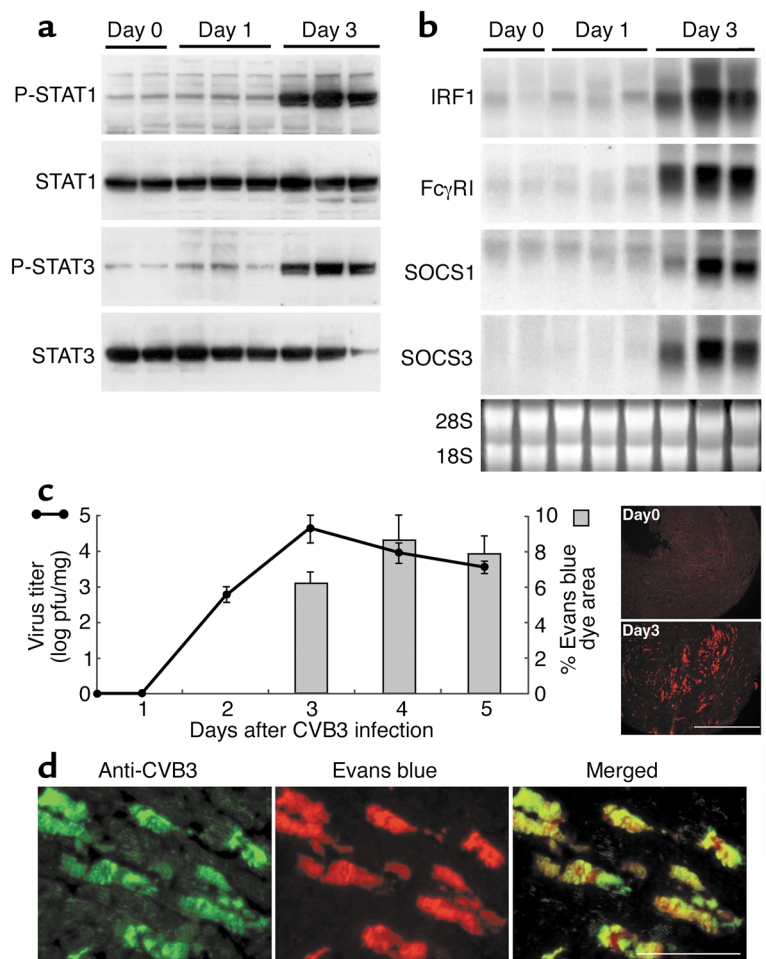 a
Day 0 Day 1 Day 3
P-STAT1
STAT1
P-STAT3
STAT3
b
Day 0 Day 1 Day 3
IRF1
FcγRI
SOCS1
SOCS3
28S
18S
c
Virus titer
(log pfu/mg)
5
4
3
2
1
0
1 2 3 4 5
Days after CVB3 infection
10
8
6
4
2
0
% Evans blue
dye area
Day0
Day3
d
Anti-CVB3 Evans blue Merged